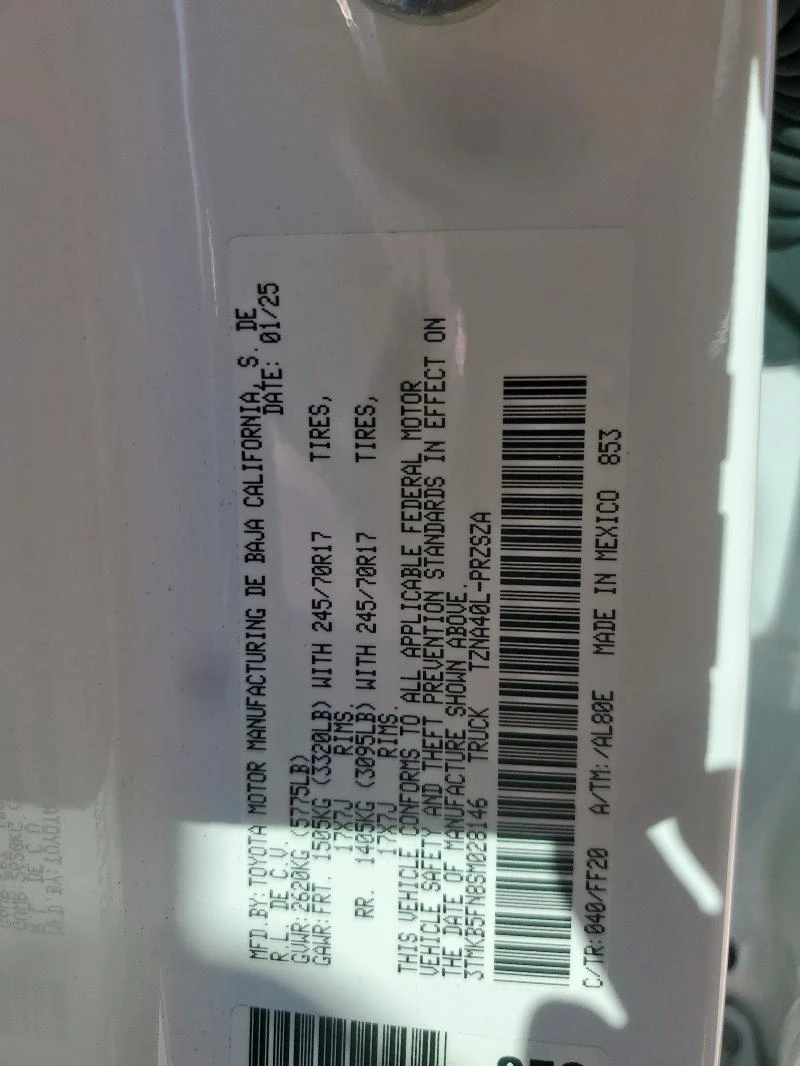 MFD.BY:TOYOTA MOTOR MANUFACTURING DE BAJA CALIFORNIA, S. DE
R.L. DE C.V. DATE: 01/25
GVWR:2620KG (5775LB)
GAWR:FRT. 1505KG (3320LB) WITH 245/70R17 TIRES,
17X7J RIMS.
RR. 1405KG (3095LB) WITH 245/70R17 TIRES,
17X7J RIMS.
THIS VEHICLE CONFORMS TO ALL APPLICABLE FEDERAL MOTOR
VEHICLE SAFETY AND THEFT PREVENTION STANDARDS IN EFFECT ON
THE DATE OF MANUFACTURE SHOWN ABOVE.
3TMKB5FN8SM028146 TRUCK TZNA40L-PRZSZA
C/TR:040/FF20 A/TM:/AL80E MADE IN MEXICO 853